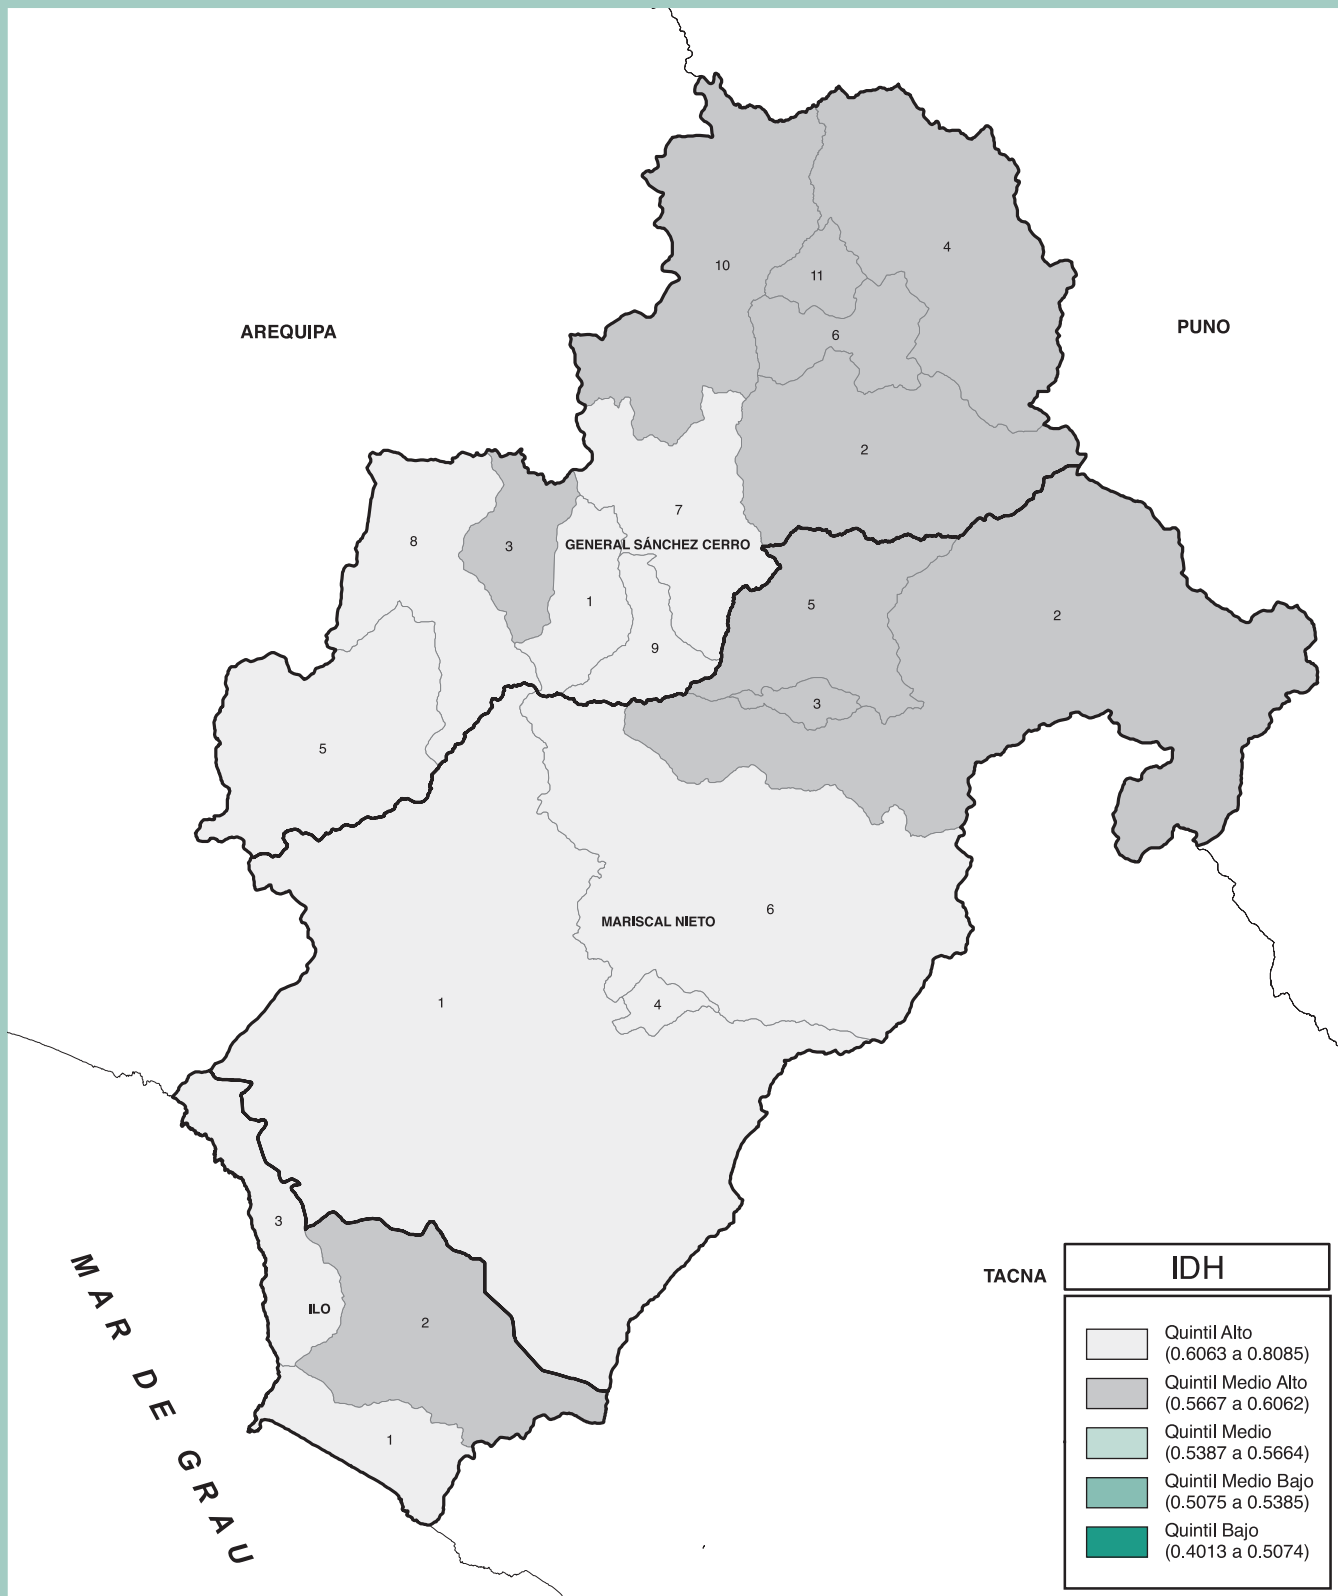 4
10
11
AREQUIPA
PUNO
6
2
7
8
3
GENERAL SÁNCHEZ CERRO
1
5
2
9
3
5
MARISCAL NIETO
6
1
4
3
ILO
2
1
MAR DE GRAU
TACNA
IDH
Quintil Alto
(0.6063 a 0.8085)
Quintil Medio Alto
(0.5667 a 0.6062)
Quintil Medio
(0.5387 a 0.5664)
Quintil Medio Bajo
(0.5075 a 0.5385)
Quintil Bajo
(0.4013 a 0.5074)